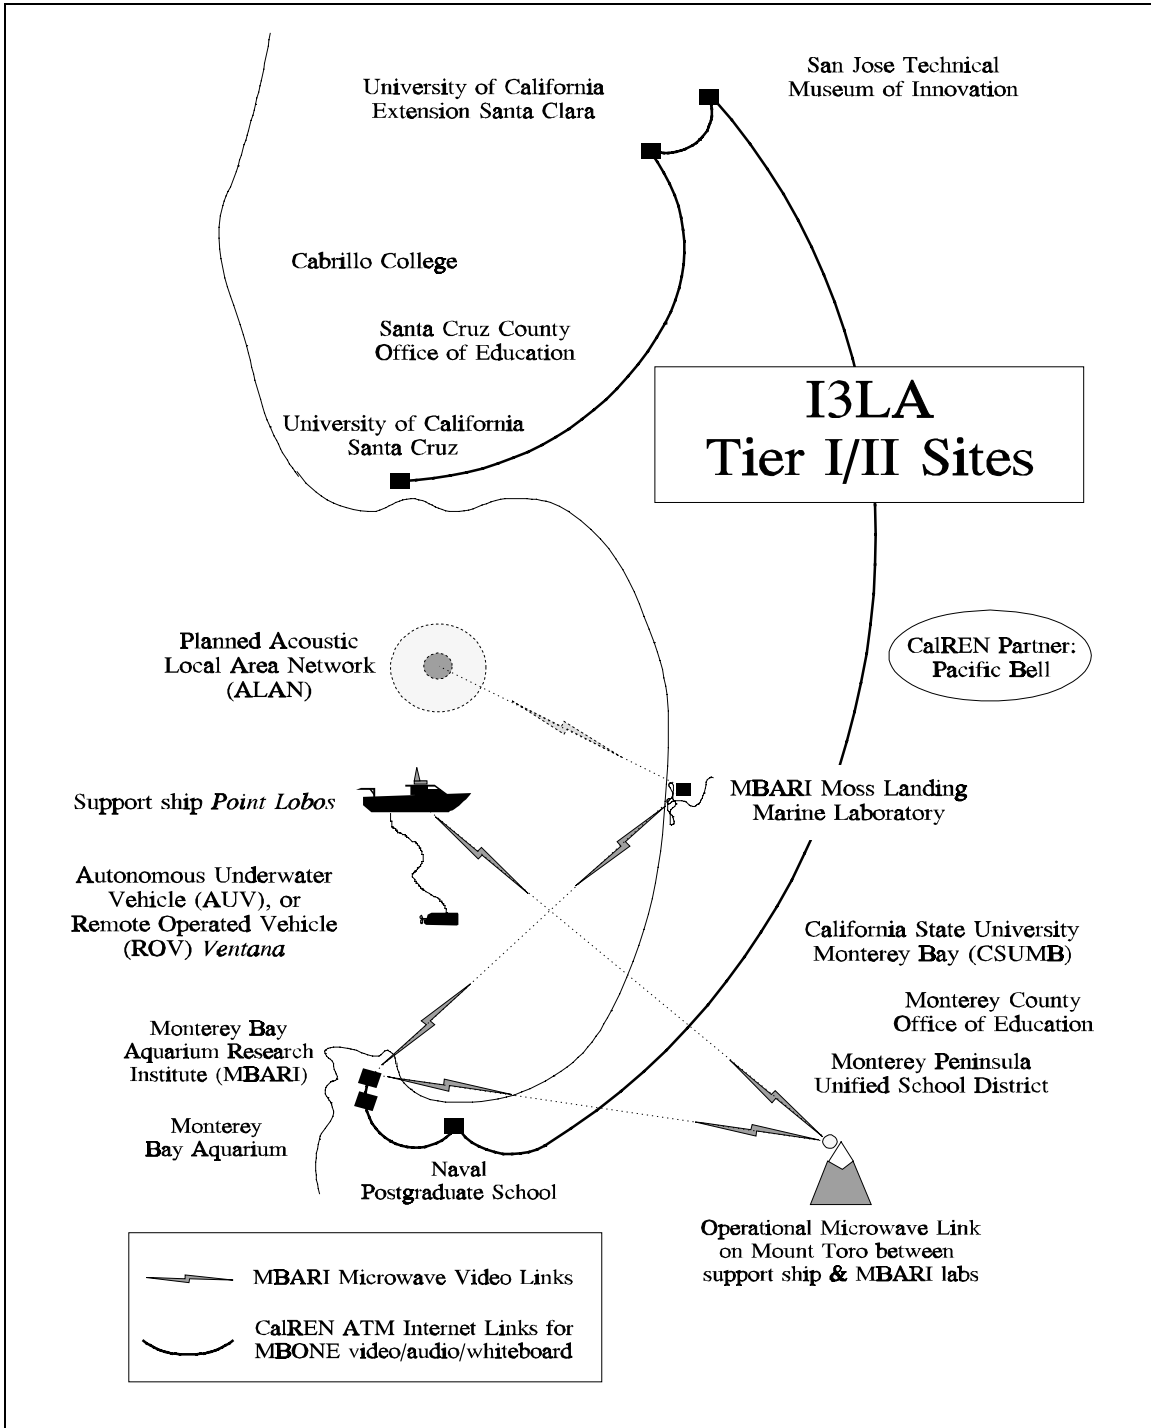 San Jose Technical
Museum of Innovation
University of California
Extension Santa Clara
Cabrillo College
Santa Cruz County
Office of Education
I3LA
Tier I/II Sites
University of California
Santa Cruz
Planned Acoustic
Local Area Network
(ALAN)
CalREN Partner:
Pacific Bell
Support ship Point Lobos
MBARI Moss Landing
Marine Laboratory
Autonomous Underwater
Vehicle (AUV), or
Remote Operated Vehicle
(ROV) Ventana
California State University
Monterey Bay (CSUMB)
Monterey County
Office of Education
Monterey Bay
Aquarium Research
Institute (MBARI)
Monterey Peninsula
Unified School District
Monterey
Bay Aquarium
Naval
Postgraduate School
Operational Microwave Link
on Mount Toro between
support ship & MBARI labs
MBARI Microwave Video Links
CalREN ATM Internet Links for
MBONE video/audio/whiteboard